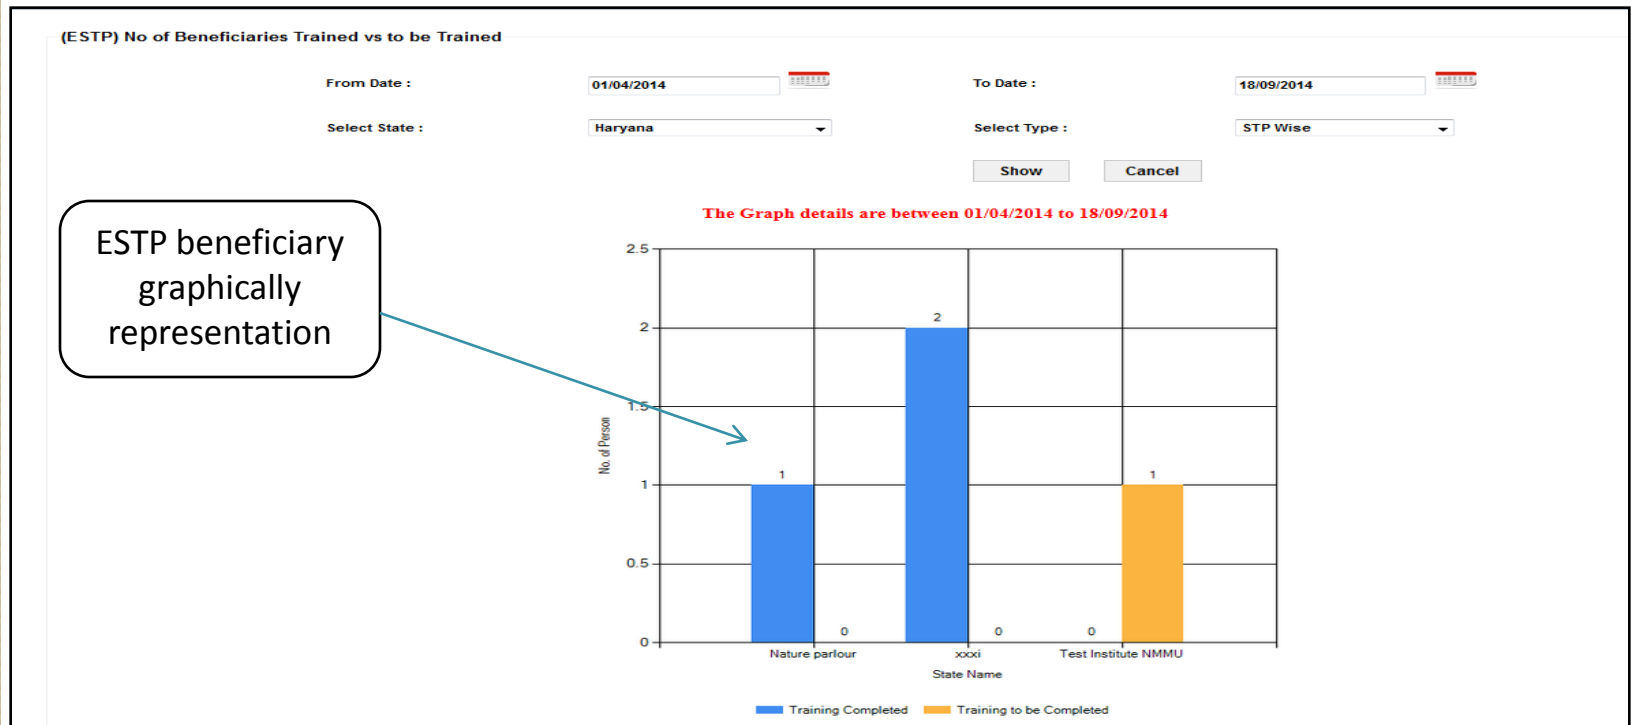 (ESTP) No of Beneficiaries Trained vs to be Trained
From Date : 01/04/2014 To Date : 18/09/2014
Select State : Haryana Select Type : STP Wise
Show Cancel
The Graph details are between 01/04/2014 to 18/09/2014
ESTP beneficiary
graphically
representation
2.5
2
1.5
1
0.5
0
No. of Person
2
1
1
0
0
0
Nature parlour xxxi Test Institute NMMU
State Name
Training Completed Training to be Completed